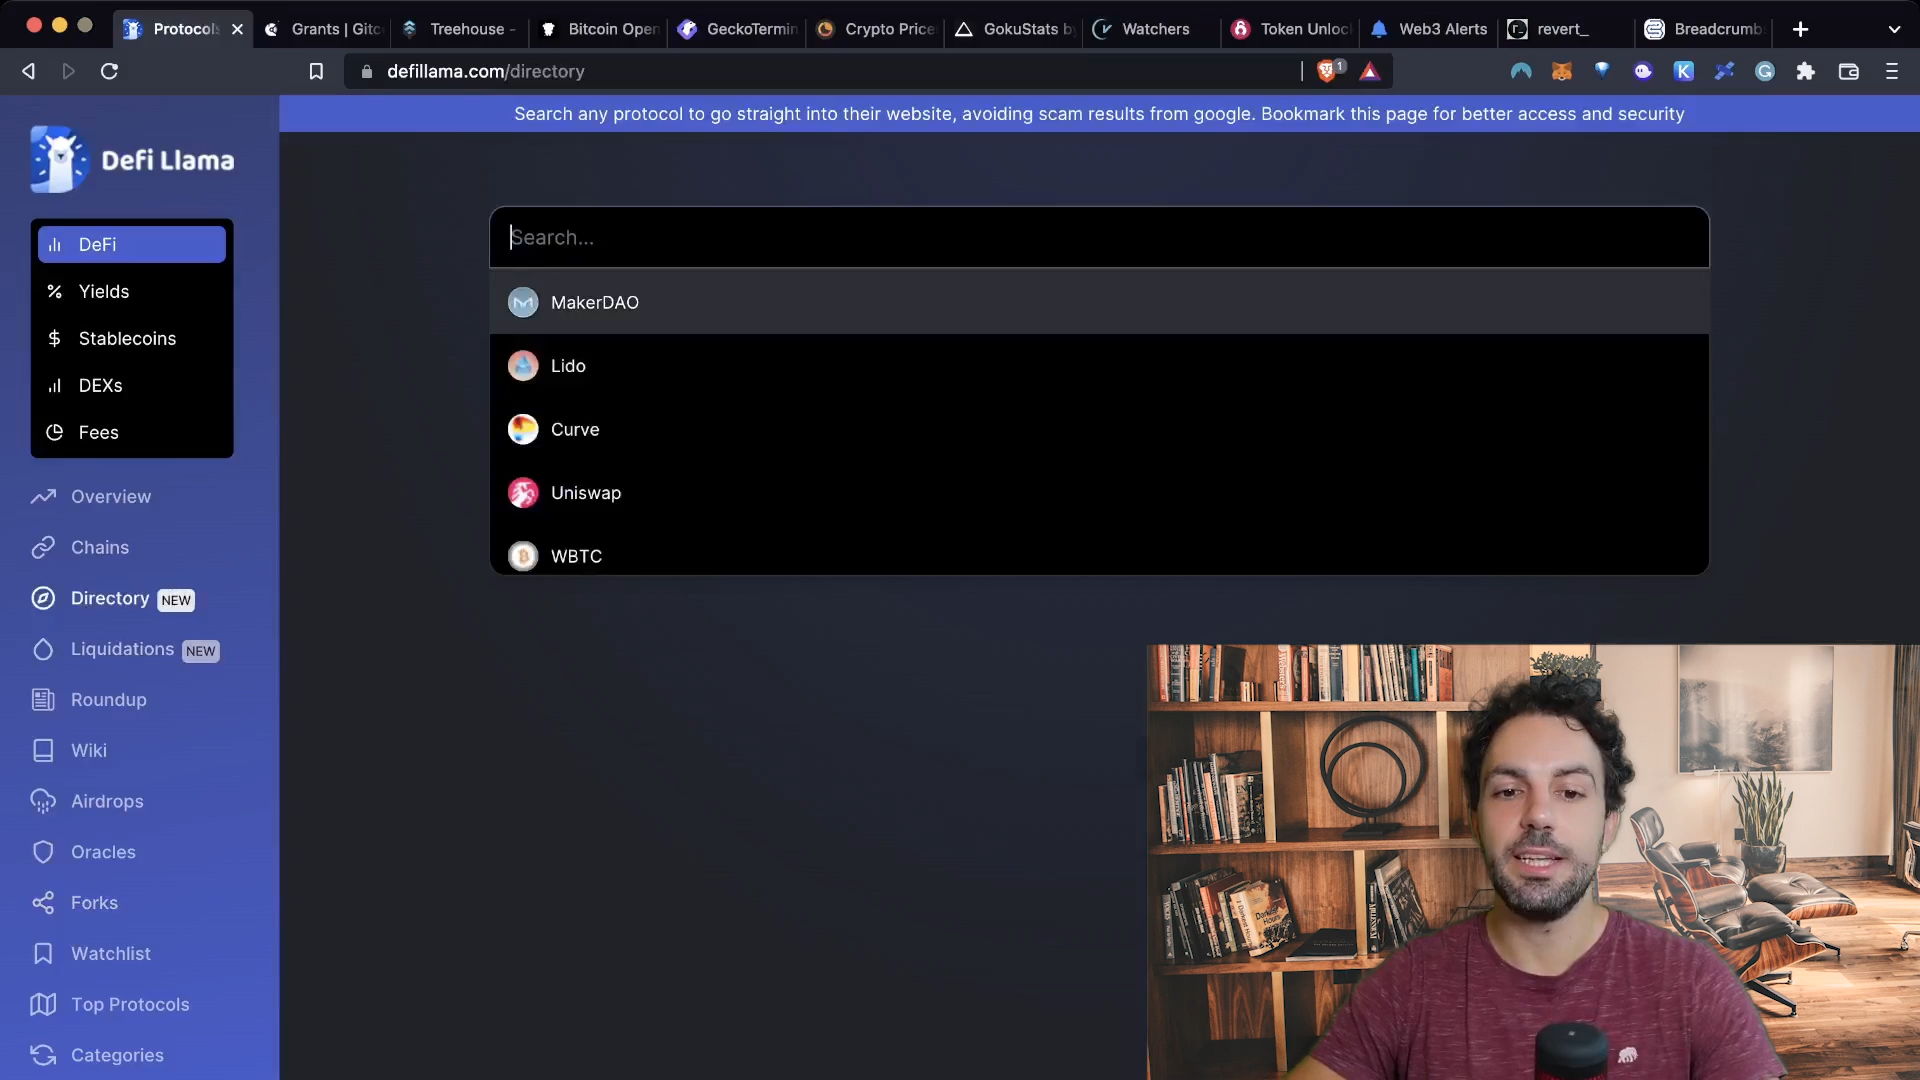 Protocols
Grants | Gitc
Treehouse -
Bitcoin Open
GeckoTermin
Crypto Price
GokuStats by
Watchers
Token Unloc
Web3 Alerts
revert_
Breadcrumb
defillama.com/directory
1
Search any protocol to go straight into their website, avoiding scam results from google. Bookmark this page for better access and security
Defi Llama
DeFi
Yields
Stablecoins
DEXs
Fees
Overview
Chains
Directory NEW
Liquidations NEW
Roundup
Wiki
Airdrops
Oracles
Forks
Watchlist
Top Protocols
Categories
Search...
MakerDAO
Lido
Curve
Uniswap
WBTC